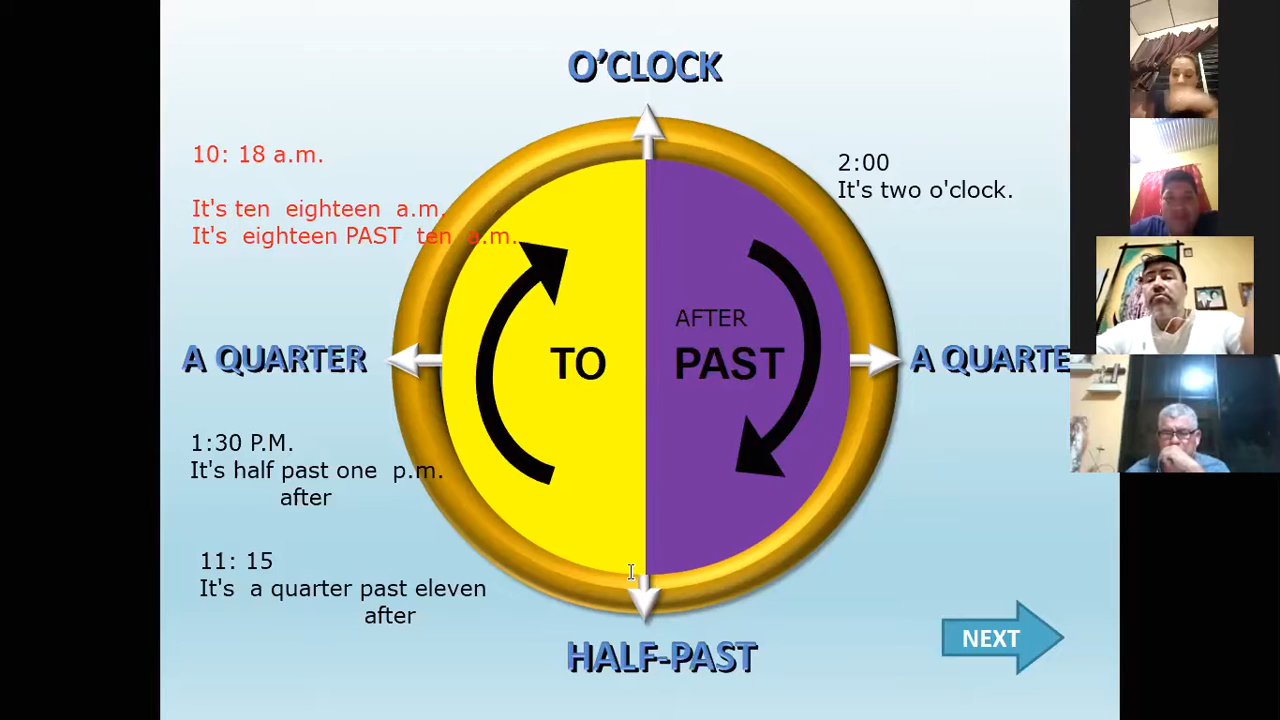 O'CLOCK
10: 18 a.m.
It's ten eighteen a.m.
It's eighteen PAST ten a.m.
2:00
It's two o'clock.
AFTER
A QUARTER
TO
PAST
A QUARTE
1:30 P.M.
It's half past one p.m.
after
11: 15
It's a quarter past eleven
after
HALF-PAST
NEXT